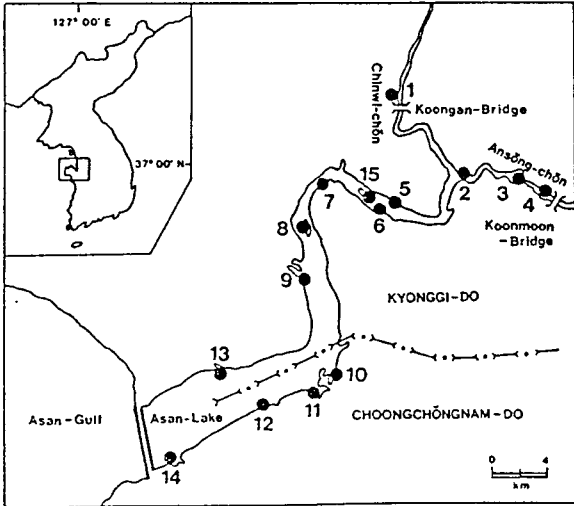 127° 00' E
37° 00' N
Chinwi-chŏn
1
Koongan-Bridge
Ansŏng-chŏn
15
5
2
3
4
7
6
Koonmoon
-Bridge
8
9
KYONGGI-DO
13
10
11
Asan-Gulf
Asan-Lake
12
CHOONGCHŎNGNAM-DO
14
0 4
km